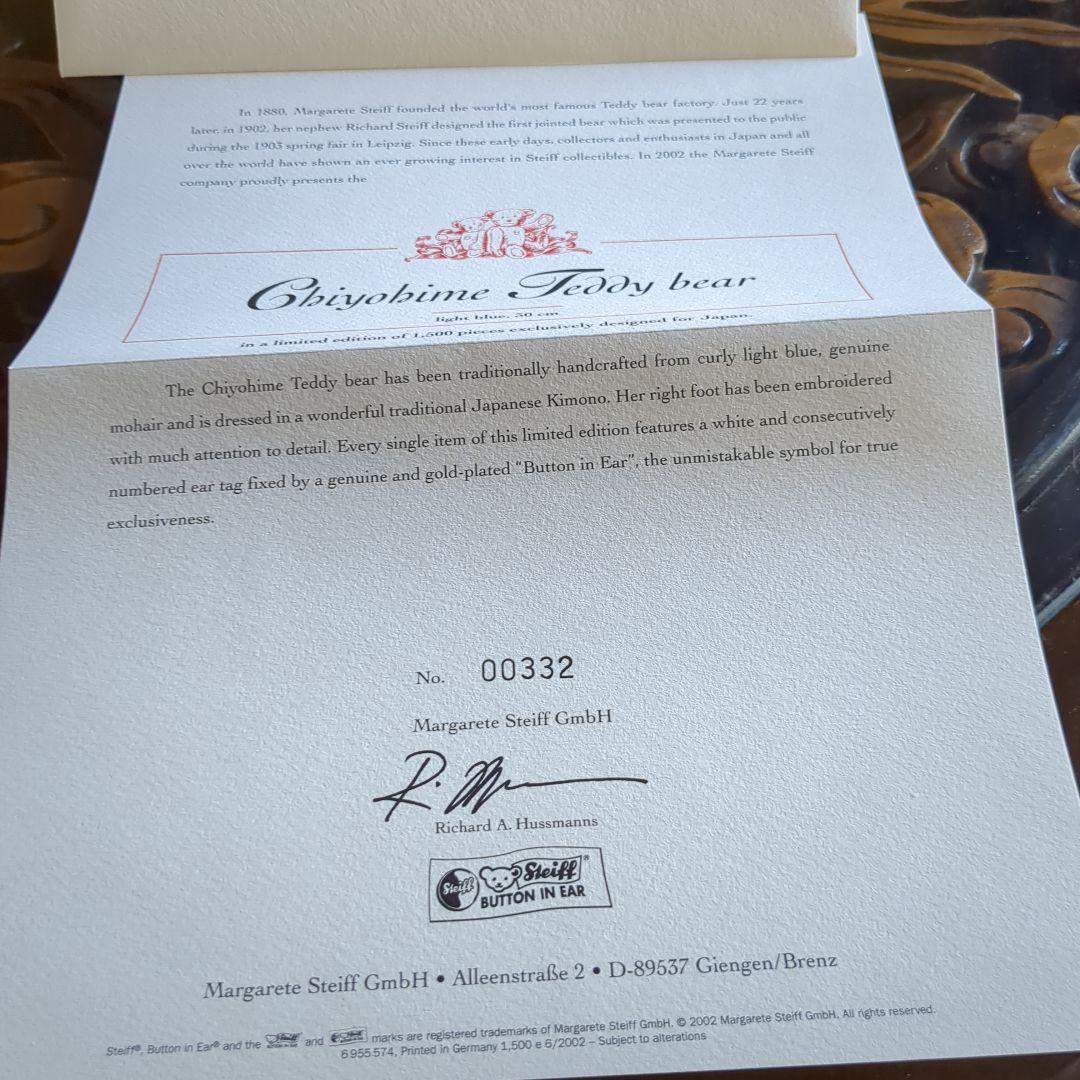 In 1880, Margarete Steiff founded the world's most famous Teddy bear factory. Just 22 years
later, in 1902, her nephew Richard Steiff designed the first jointed bear which was presented to the public
during the 1903 spring fair in Leipzig. Since these early days, collectors and enthusiasts in Japan and all
over the world have shown an ever growing interest in Steiff collectibles. In 2002 the Margarete Steiff
company proudly presents the
Chiyohime Teddy bear
light blue, 30 cm
in a limited edition of 1,500 pieces exclusively designed for Japan.
The Chiyohime Teddy bear has been traditionally handcrafted from curly light blue, genuine
mohair and is dressed in a wonderful traditional Japanese Kimono. Her right foot has been embroidered
with much attention to detail. Every single item of this limited edition features a white and consecutively
numbered ear tag fixed by a genuine and gold-plated "Button in Ear", the unmistakable symbol for true
exclusiveness.
No. 00332
Margarete Steiff GmbH
R. Hussmanns
Richard A. Hussmanns
Steiff Steiff®
BUTTON IN EAR
Margarete Steiff GmbH • Alleenstraße 2 • D-89537 Giengen/Brenz
Steiff®, Button in Ear® and the and marks are registered trademarks of Margarete Steiff GmbH. © 2002 Margarete Steiff GmbH. All rights reserved.
6 955 574, Printed in Germany 1,500 e 6/2002 – Subject to alterations